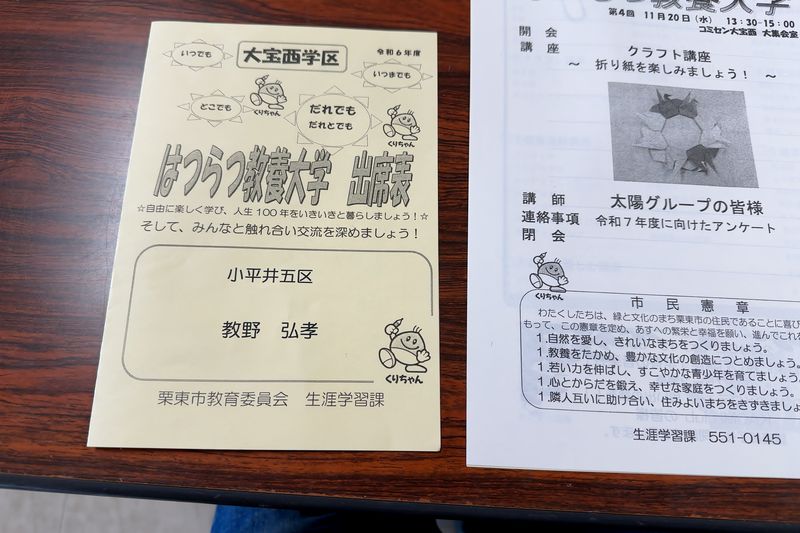 いつでも
大宝西学区
令和6年度
いつまでも
どこでも
くりちゃん
だれでも
だれとでも
くりちゃん
はつらつ教養大学 出席表
☆自由に楽しく学び、人生100年をいきいきと暮らしましょう!☆
そして、みんなと触れ合い交流を深めましょう!
小平井五区
教野 弘孝
くりちゃん
栗東市教育委員会 生涯学習課
はつらつ教養大学
第4回 11月20日(水) 13:30-15:00
コミセン大宝西 大集会室
開会
講座 クラフト講座
~ 折り紙を楽しみましょう! ~
講師 太陽グループの皆様
連絡事項 令和7年度に向けたアンケート
閉会
くりちゃん
市民憲章
わたくしたちは、緑と文化のまち栗東市の住民であることに喜び
もって、この憲章を定め、あすへの繁栄と幸福を願い、進んでこれを
1.自然を愛し、きれいなまちをつくりましょう。
1.教養をたかめ、豊かな文化の創造につとめましょう。
1.若い力を伸ばし、すこやかな青少年を育てましょう
1.心とからだを鍛え、幸せな家庭をつくりましょう。
1.隣人互いに助け合い、住みよいまちをきずきましょ
生涯学習課 551-0145